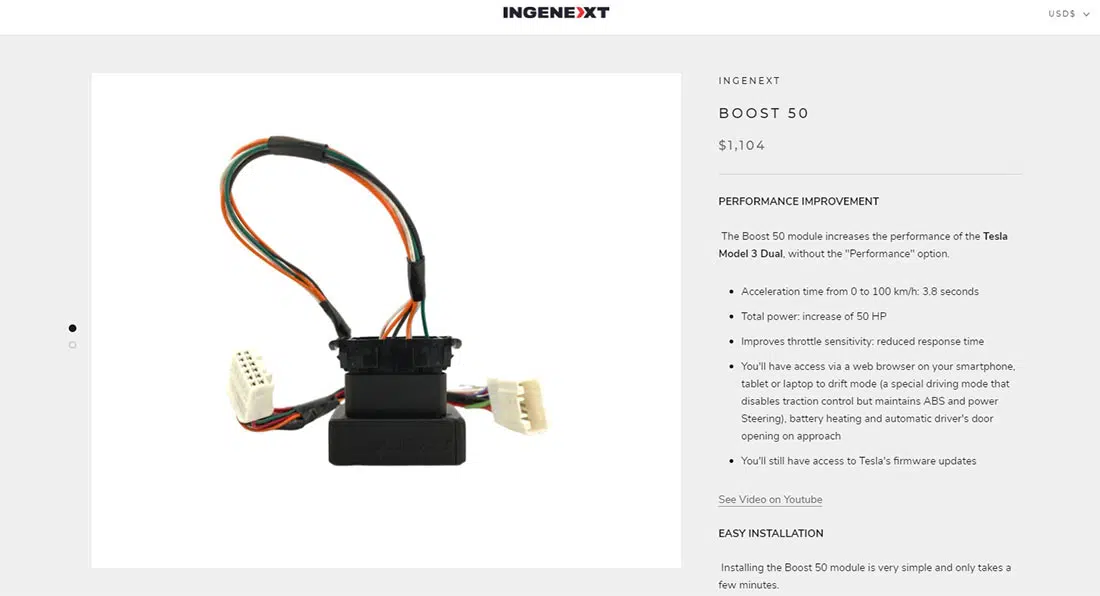 INGENEXT
USD$
INGENEXT
BOOST 50
$1,104
PERFORMANCE IMPROVEMENT
The Boost 50 module increases the performance of the Tesla
Model 3 Dual, without the "Performance" option.
Acceleration time from 0 to 100 km/h: 3.8 seconds
Total power: increase of 50 HP
Improves throttle sensitivity: reduced response time
You'll have access via a web browser on your smartphone,
tablet or laptop to drift mode (a special driving mode that
disables traction control but maintains ABS and power
Steering), battery heating and automatic driver's door
opening on approach
You'll still have access to Tesla's firmware updates
See Video on Youtube
EASY INSTALLATION
Installing the Boost 50 module is very simple and only takes a
few minutes.